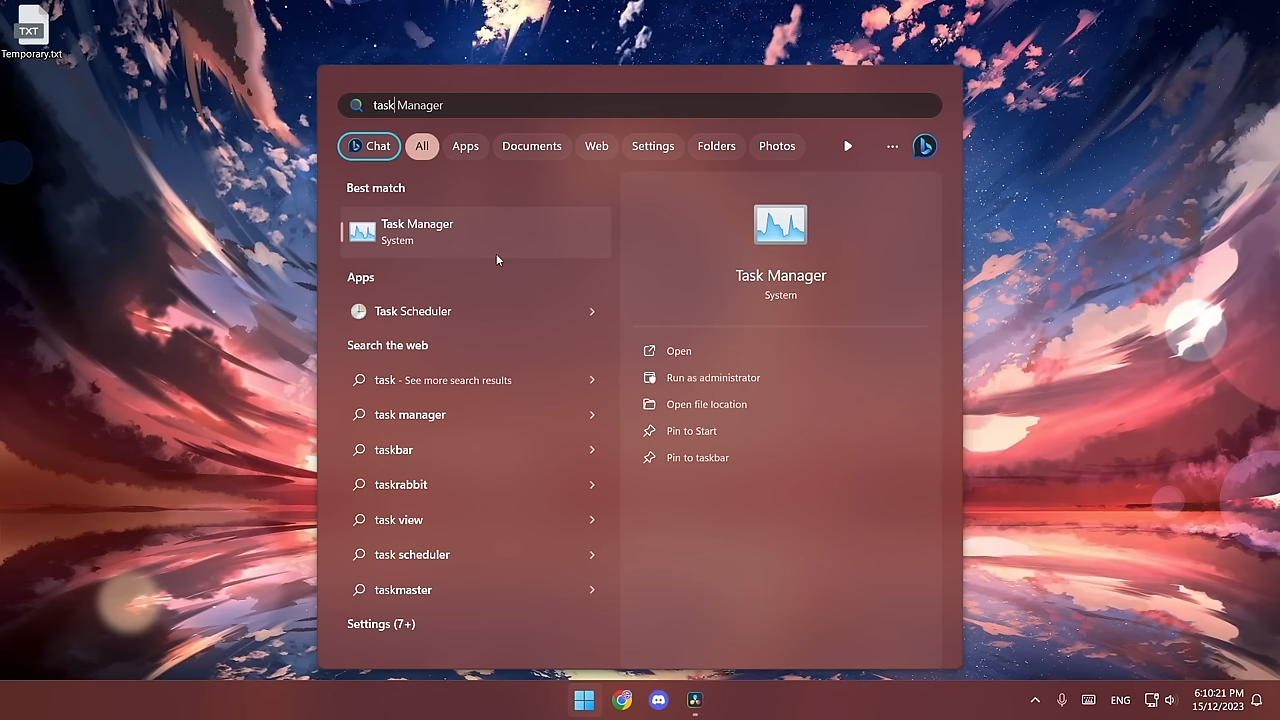 TXT
Temporary.txt
task Manager
Chat
All
Apps
Documents
Web
Settings
Folders
Photos
Best match
Task Manager
System
Apps
Task Scheduler
Search the web
task - See more search results
task manager
taskbar
taskrabbit
task view
task scheduler
taskmaster
Settings (7+)
Task Manager
System
Open
Run as administrator
Open file location
Pin to Start
Pin to taskbar
ENG
6:10:21 PM
15/12/2023